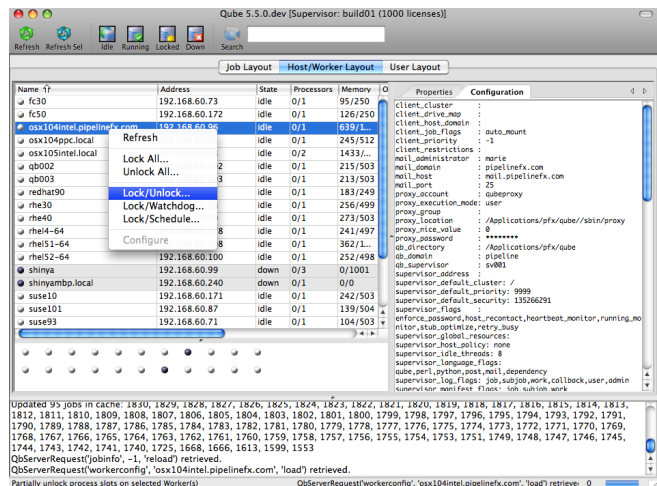 Qube 5.5.0.dev [Supervisor: build01 (1000 licenses)]
Refresh Refresh Sel Idle Running Locked Down Search
Job Layout Host/Worker Layout User Layout
Name Address State Processors Memory O
fc30 192.168.60.73 idle 0/1 95/250
fc50 192.168.60.172 idle 0/1 126/250
osx104intel.pipelinefx.com 192.168.60.96 idle 0/1 639/1...
osx104ppc.local idle 0/1 245/512
osx105intel.local idle 0/2 1433/...
qb002 idle 0/1 215/503
qb003 idle 0/1 213/503
redhat90 idle 0/1 183/249
rhe30 idle 0/1 256/499
rhe40 idle 0/1 273/503
rhel4-64 idle 0/1 241/497
rhel51-64 idle 0/1 362/1...
rhel52-64 192.168.60.100 idle 0/1 252/498
shinya 192.168.60.99 down 0/3 0/1001
shinyambp.local 192.168.60.240 down 0/1 0/0
suse10 192.168.60.171 idle 0/1 242/503
suse101 192.168.60.87 idle 0/1 139/504
suse93 192.168.60.71 idle 0/1 104/503
Refresh
Lock All...
Unlock All...
Lock/Unlock...
Lock/Watchdog...
Lock/Schedule...
Configure
Properties Configuration
client_cluster :
client_drive_map :
client_host_domain :
client_job_flags : auto_mount
client_priority : -1
client_restrictions :
mail_administrator : marie
mail_domain : pipelinefx.com
mail_host : mail.pipelinefx.com
mail_port : 25
proxy_account : qubeproxy
proxy_execution_mode: user
proxy_group :
proxy_location : /Applications/pfx/qube//sbin/proxy
proxy_nice_value : 0
proxy_password : ********
qb_directory : /Applications/pfx/qube
qb_domain : pipeline
qb_supervisor : sv001
supervisor_address :
supervisor_default_cluster: /
supervisor_default_priority: 9999
supervisor_default_security: 135266291
supervisor_flags :
enforce_password,host_recontact,heartbeat_monitor,running_mo
nitor,stub_optimize,retry_busy
supervisor_global_resources:
supervisor_host_policy: none
supervisor_idle_threads: 8
supervisor_language_flags:
qube,perl,python,post,mail,dependency
supervisor_log_flags: job,subjob,work,callback,user,admin
supervisor_manifest_flags: job,subjob,work
Updated 95 jobs in cache: 1830, 1829, 1828, 1827, 1826, 1825, 1824, 1823, 1822, 1821, 1820, 1819, 1818, 1817, 1816, 1815, 1814, 1813,
1812, 1811, 1810, 1809, 1808, 1807, 1806, 1805, 1804, 1803, 1802, 1801, 1800, 1799, 1798, 1797, 1796, 1795, 1794, 1793, 1792, 1791,
1790, 1789, 1788, 1787, 1786, 1785, 1784, 1783, 1782, 1781, 1780, 1779, 1778, 1777, 1776, 1775, 1774, 1773, 1772, 1771, 1770, 1769,
1768, 1767, 1766, 1765, 1764, 1763, 1762, 1761, 1760, 1759, 1758, 1757, 1756, 1755, 1754, 1753, 1751, 1749, 1748, 1747, 1746, 1745,
1744, 1743, 1742, 1741, 1740, 1725, 1668, 1666, 1613, 1599, 1553
QbServerRequest('jobinfo', -1, 'reload') retrieved.
QbServerRequest('workerconfig', 'osx104intel.pipelinefx.com', 'load') retrieved.
Partially unlock process slots on selected Worker(s) QbServerRequest('workerconfig', 'osx104intel.pipelinefx.com', 'load') retrieve: 0